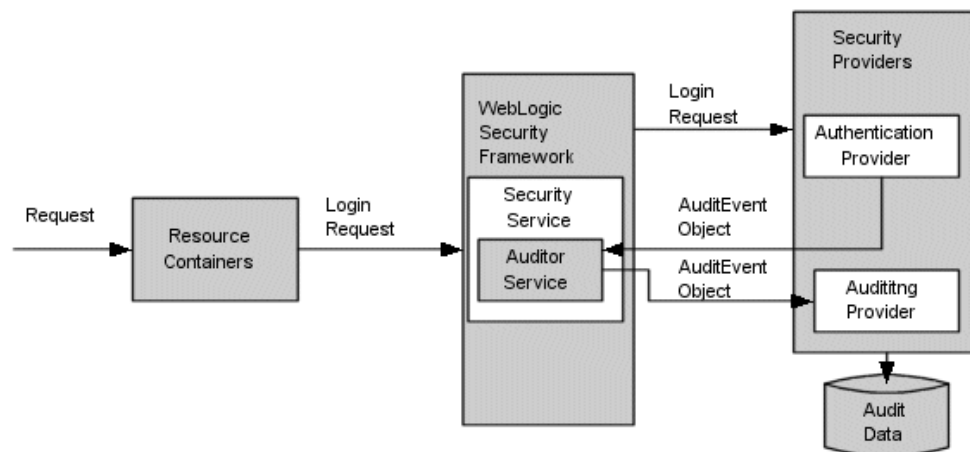 Request
Resource
Containers
Login
Request
WebLogic
Security
Framework
Security
Service
Auditor
Service
Login
Request
AuditEvent
Object
AuditEvent
Object
Security
Providers
Authentication
Provider
Audititng
Provider
Audit
Data